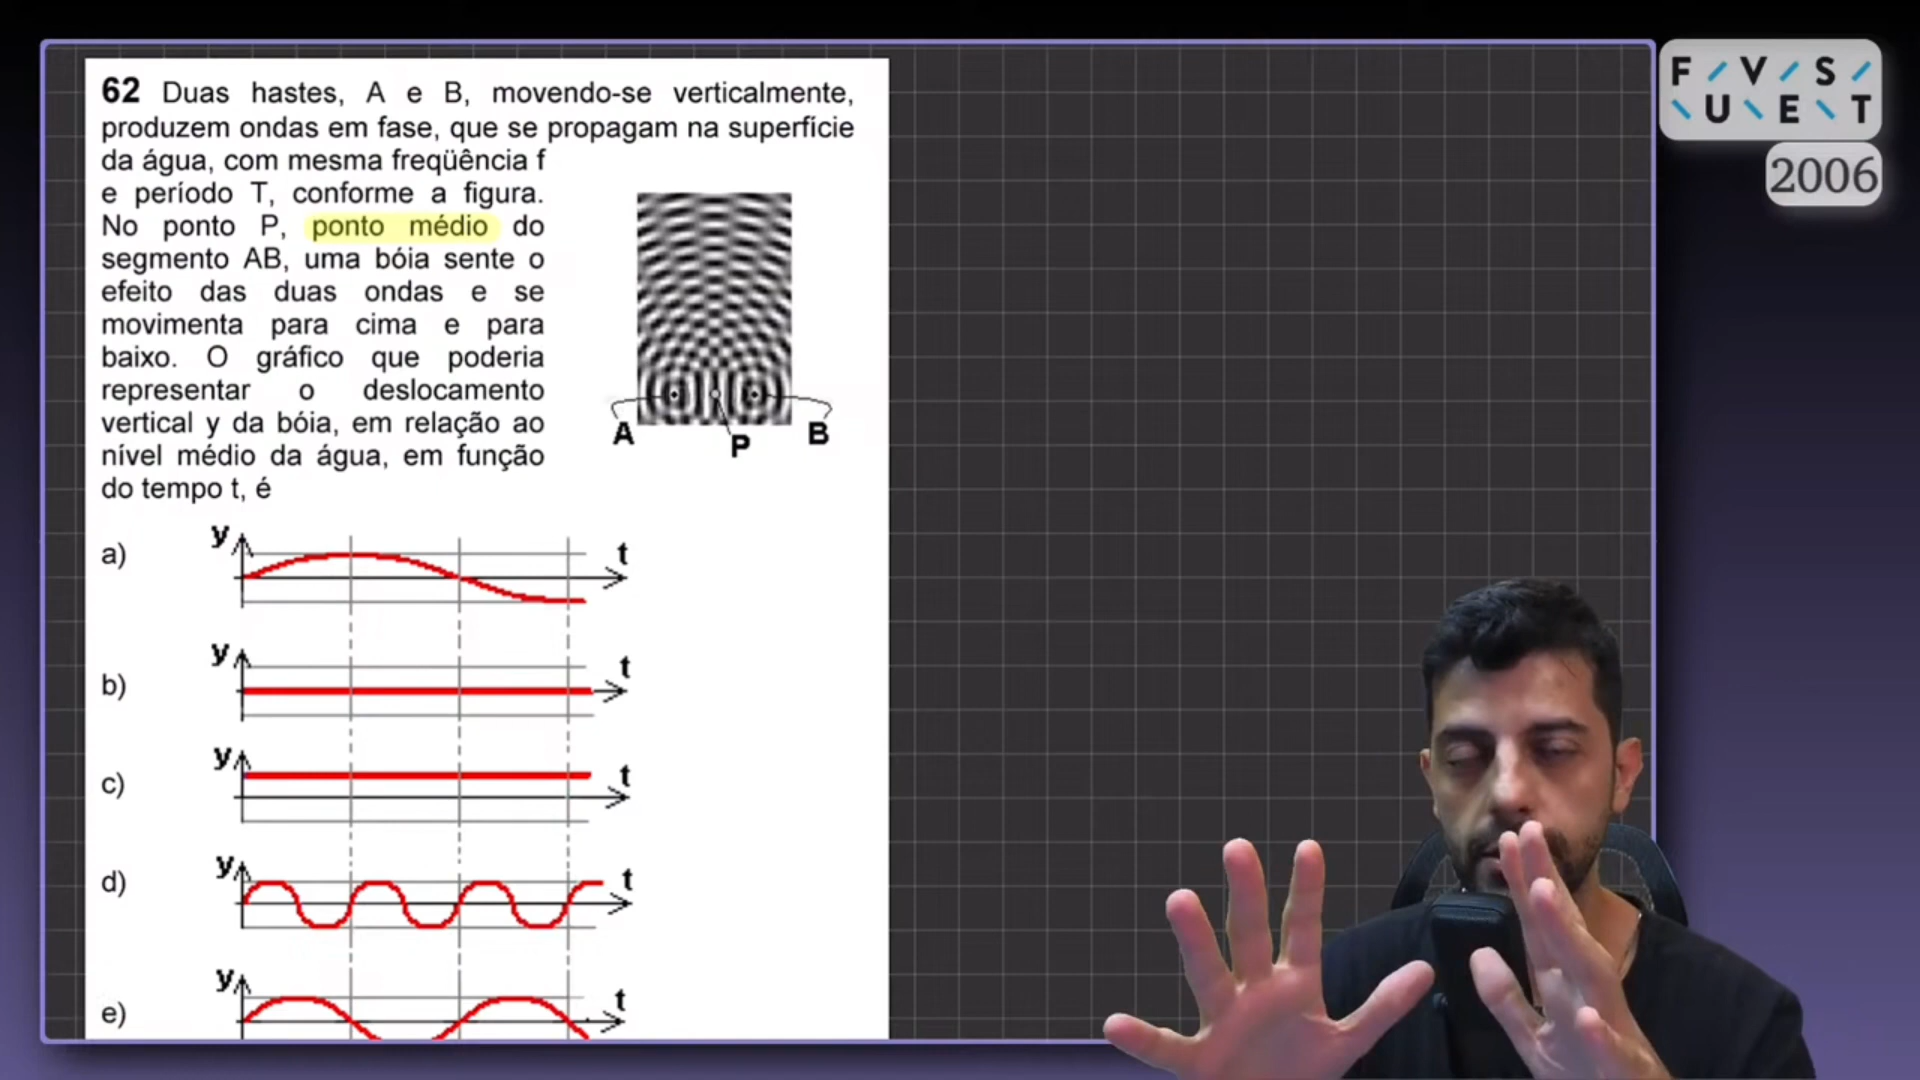 F V S
U E T
2006
62 Duas hastes, A e B, movendo-se verticalmente,
produzem ondas em fase, que se propagam na superfície
da água, com mesma freqüência f
e período T, conforme a figura.
No ponto P, ponto médio do
segmento AB, uma bóia sente o
efeito das duas ondas e se
movimenta para cima e para
baixo. O gráfico que poderia
representar o deslocamento
vertical y da bóia, em relação ao
nível médio da água, em função
do tempo t, é
A P B
a) y t
b) y t
c) y t
d) y t
e) y t